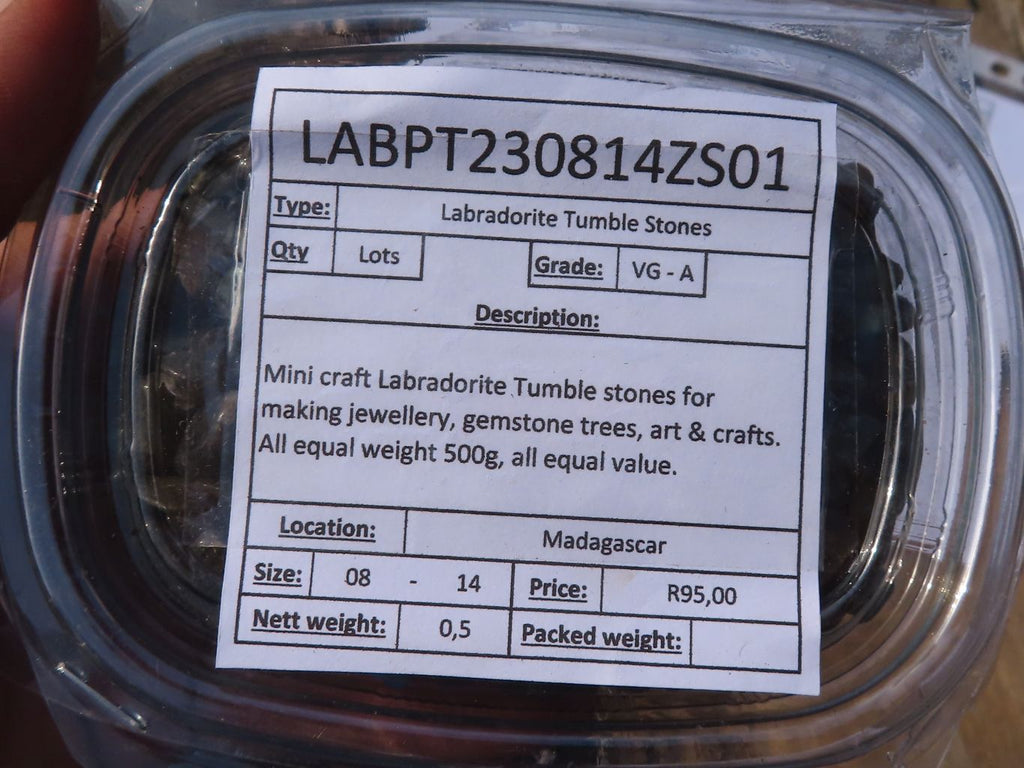 LABPT230814ZS01
Type: Labradorite Tumble Stones
Qty Lots Grade: VG - A
Description:
Mini craft Labradorite Tumble stones for
making jewellery, gemstone trees, art & crafts.
All equal weight 500g, all equal value.
Location: Madagascar
Size: 08 - 14 Price: R95,00
Nett weight: 0,5 Packed weight: